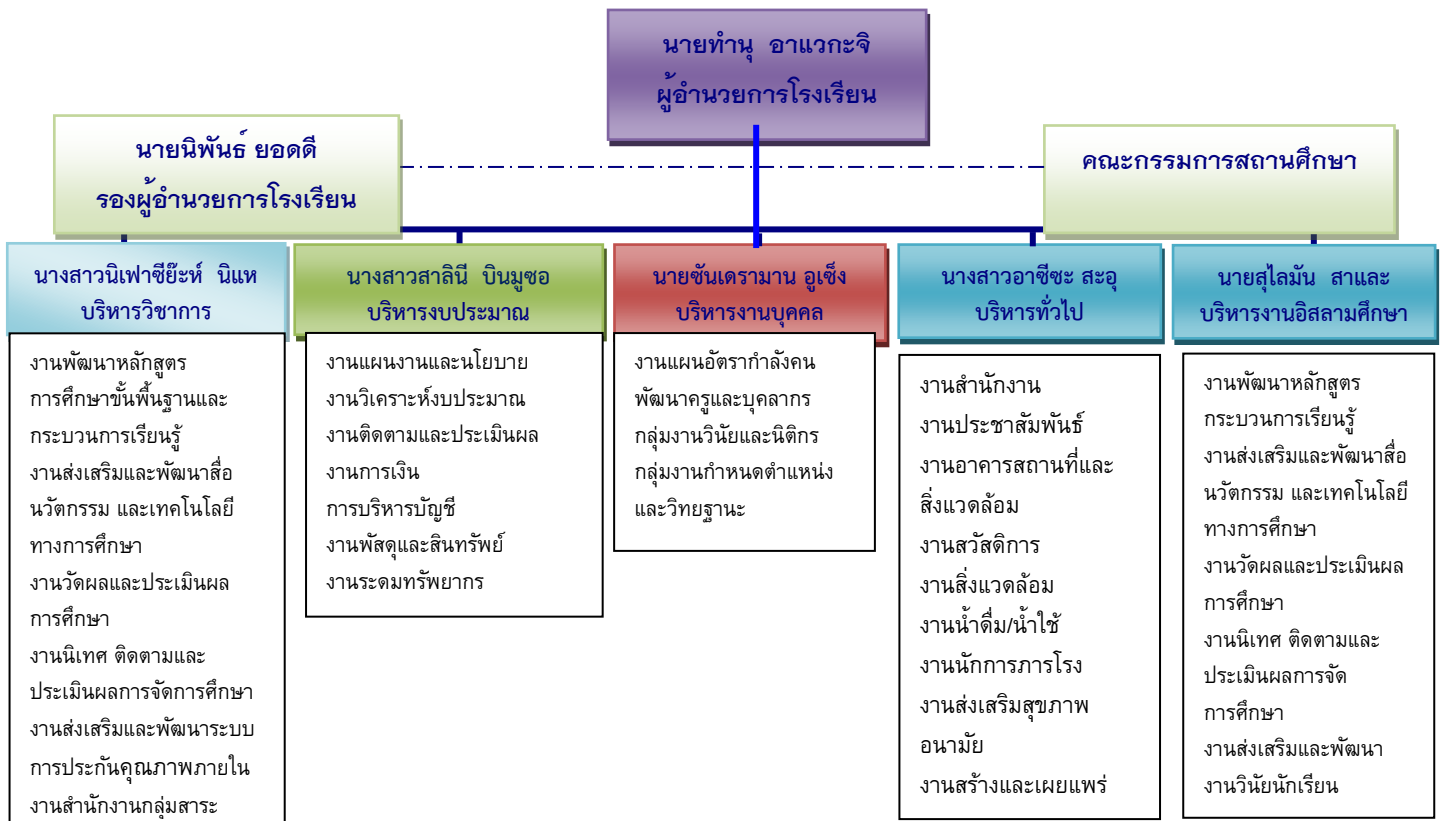 นายทำนุ อาแวกะจิ
ผู้อำนวยการโรงเรียน
นายนิพันธ์ ยอดดี
รองผู้อำนวยการโรงเรียน
คณะกรรมการสถานศึกษา
นางสาวนิเฟาซีย๊ะห์ นิแห
บริหารวิชาการ
งานพัฒนาหลักสูตร
การศึกษาขั้นพื้นฐานและ
กระบวนการเรียนรู้
งานส่งเสริมและพัฒนาสื่อ
นวัตกรรม และเทคโนโลยี
ทางการศึกษา
งานวัดผลและประเมินผล
การศึกษา
งานนิเทศ ติดตามและ
ประเมินผลการจัดการศึกษา
งานส่งเสริมและพัฒนาระบบ
การประกันคุณภาพภายใน
งานสำนักงานกลุ่มสาระ
นางสาวสาลินี บินมูซอ
บริหารงบประมาณ
งานแผนงานและนโยบาย
งานวิเคราะห์งบประมาณ
งานติดตามและประเมินผล
งานการเงิน
การบริหารบัญชี
งานพัสดุและสินทรัพย์
งานระดมทรัพยากร
นายซันเดรามาน อูเซ็ง
บริหารงานบุคคล
งานแผนอัตรากำลังคน
พัฒนาครูและบุคลากร
กลุ่มงานวินัยและนิติกร
กลุ่มงานกำหนดตำแหน่ง
และวิทยฐานะ
นางสาวอาซีซะ สะอุ
บริหารทั่วไป
งานสำนักงาน
งานประชาสัมพันธ์
งานอาคารสถานที่และ
สิ่งแวดล้อม
งานสวัสดิการ
งานสิ่งแวดล้อม
งานน้ำดื่ม/น้ำใช้
งานนักการภารโรง
งานส่งเสริมสุขภาพ
อนามัย
งานสร้างและเผยแพร่
นายสุไลมัน สาและ
บริหารงานอิสลามศึกษา
งานพัฒนาหลักสูตร
กระบวนการเรียนรู้
งานส่งเสริมและพัฒนาสื่อ
นวัตกรรม และเทคโนโลยี
ทางการศึกษา
งานวัดผลและประเมินผล
การศึกษา
งานนิเทศ ติดตามและ
ประเมินผลการจัด
การศึกษา
งานส่งเสริมและพัฒนา
งานวินัยนักเรียน